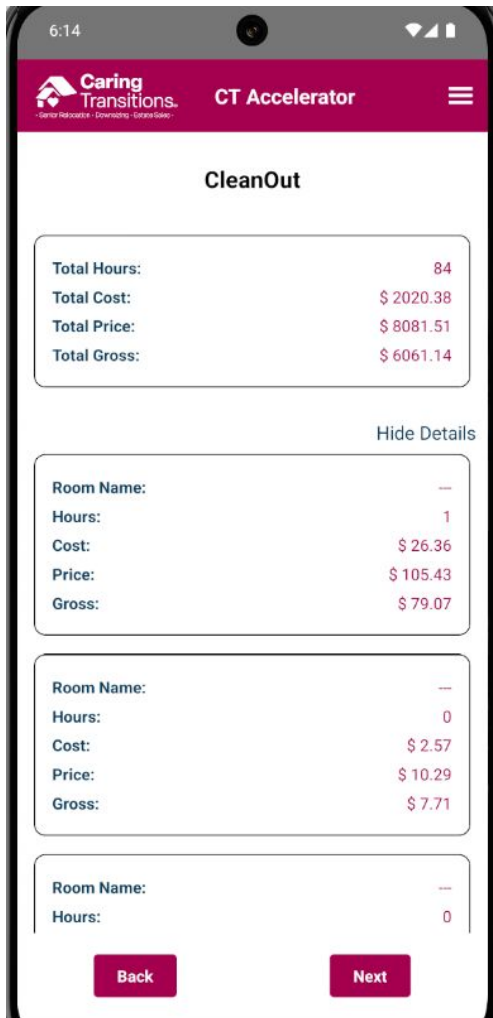 6:14
Caring
Transitions.
- Senior Relocation - Downsizing - Estate Sales -
CT Accelerator
CleanOut
Total Hours: 84
Total Cost: $ 2020.38
Total Price: $ 8081.51
Total Gross: $ 6061.14
Hide Details
Room Name: ---
Hours: 1
Cost: $ 26.36
Price: $ 105.43
Gross: $ 79.07
Room Name: ---
Hours: 0
Cost: $ 2.57
Price: $ 10.29
Gross: $ 7.71
Room Name: ---
Hours: 0
Back Next